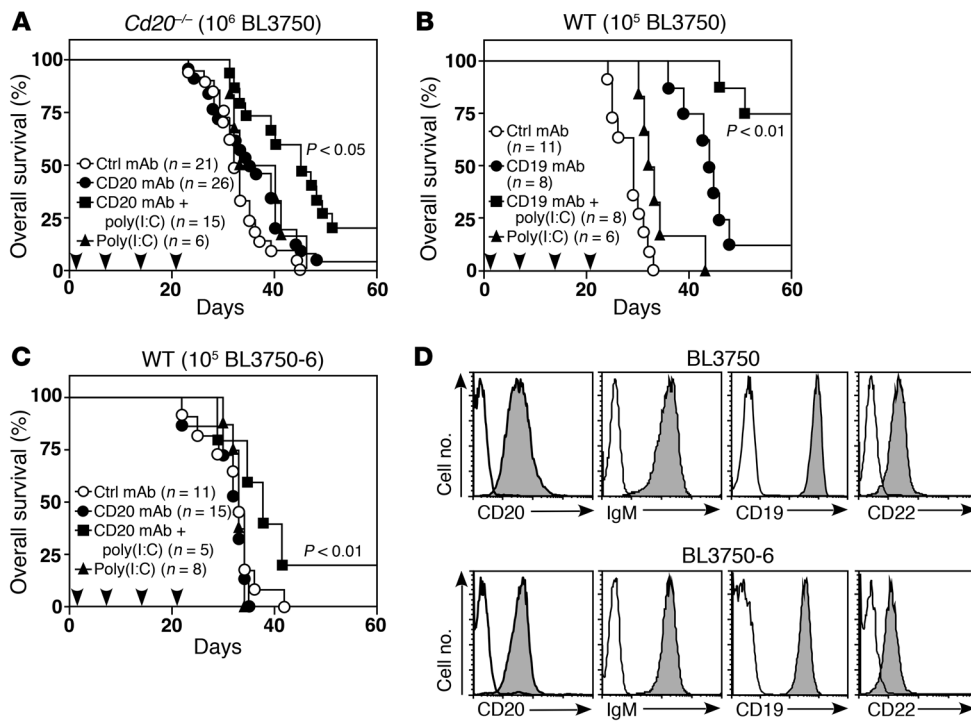 A
Cd20⁻/⁻ (10⁶ BL3750)
Overall survival (%)
100
75
50
25
0
P < 0.05
Ctrl mAb (n = 21)
CD20 mAb (n = 26)
CD20 mAb +
poly(I:C) (n = 15)
Poly(I:C) (n = 6)
0 20 40 60
Days
B
WT (10⁵ BL3750)
Overall survival (%)
100
75
50
25
0
P < 0.01
Ctrl mAb
(n = 11)
CD19 mAb
(n = 8)
CD19 mAb +
poly(I:C) (n = 8)
Poly(I:C) (n = 6)
0 20 40 60
Days
C
WT (10⁵ BL3750-6)
Overall survival (%)
100
75
50
25
0
Ctrl mAb (n = 11)
CD20 mAb (n = 15)
CD20 mAb +
poly(I:C) (n = 5)
Poly(I:C) (n = 8)
P < 0.01
0 20 40 60
Days
D
BL3750
Cell no.
CD20 IgM CD19 CD22
BL3750-6
Cell no.
CD20 IgM CD19 CD22